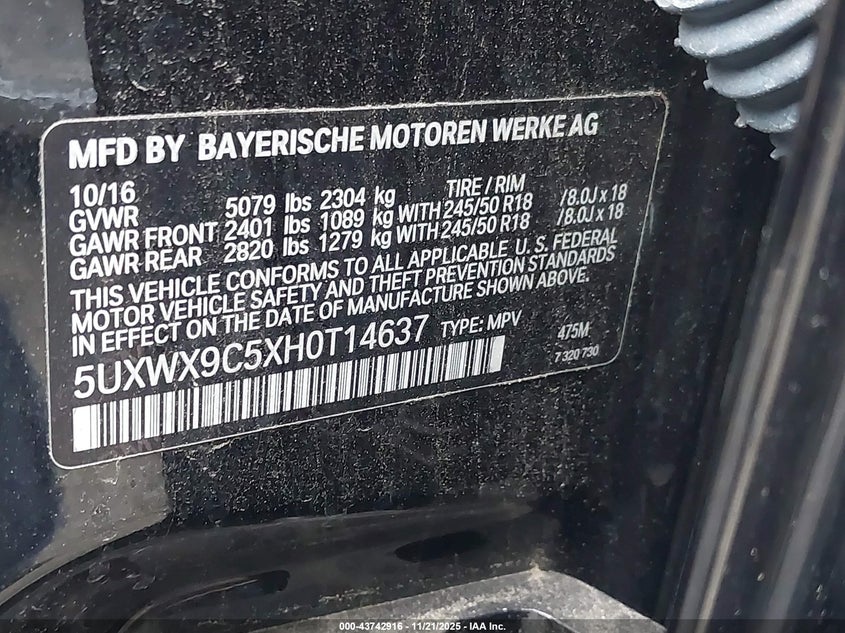 MFD BY BAYERISCHE MOTOREN WERKE AG
10/16 TIRE / RIM
GVWR 5079 lbs 2304 kg
GAWR FRONT 2401 lbs 1089 kg WITH 245/50 R18 /8.0J x 18
GAWR REAR 2820 lbs 1279 kg WITH 245/50 R18 /8.0J x 18
THIS VEHICLE CONFORMS TO ALL APPLICABLE U.S. FEDERAL
MOTOR VEHICLE SAFETY AND THEFT PREVENTION STANDARDS
IN EFFECT ON THE DATE OF MANUFACTURE SHOWN ABOVE.
5UXWX9C5XH0T14637 TYPE: MPV 475M
7 320 730
000-43742916 - 11/21/2025 - IAA Inc.